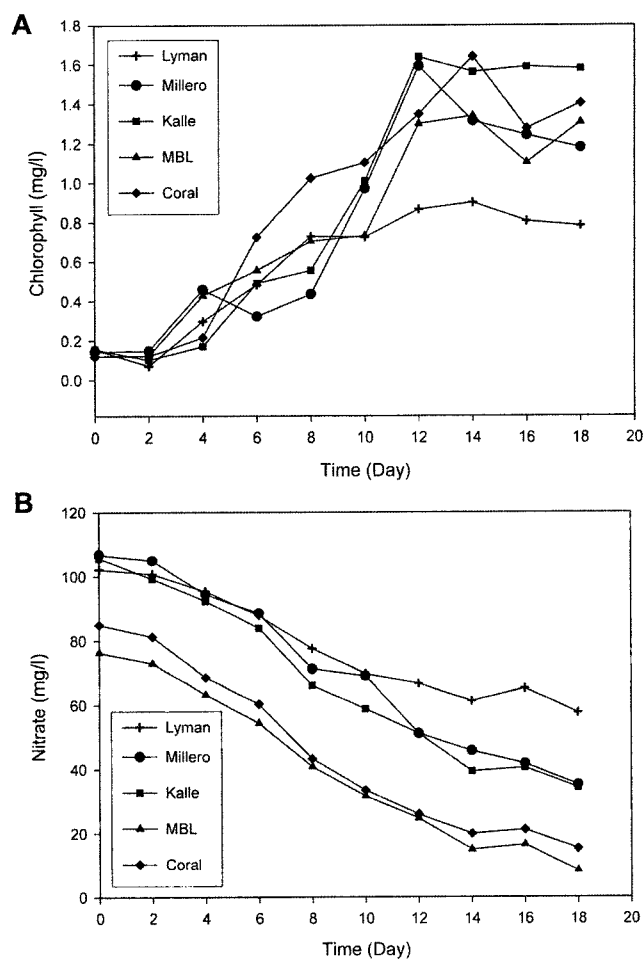 A
1.8
1.6
1.4
1.2
1.0
0.8
0.6
0.4
0.2
0.0
Chlorophyll (mg/l)
Lyman
Millero
Kalle
MBL
Coral
0 2 4 6 8 10 12 14 16 18 20
Time (Day)
B
120
100
80
60
40
20
0
Nitrate (mg/l)
Lyman
Millero
Kalle
MBL
Coral
0 2 4 6 8 10 12 14 16 18 20
Time (Day)